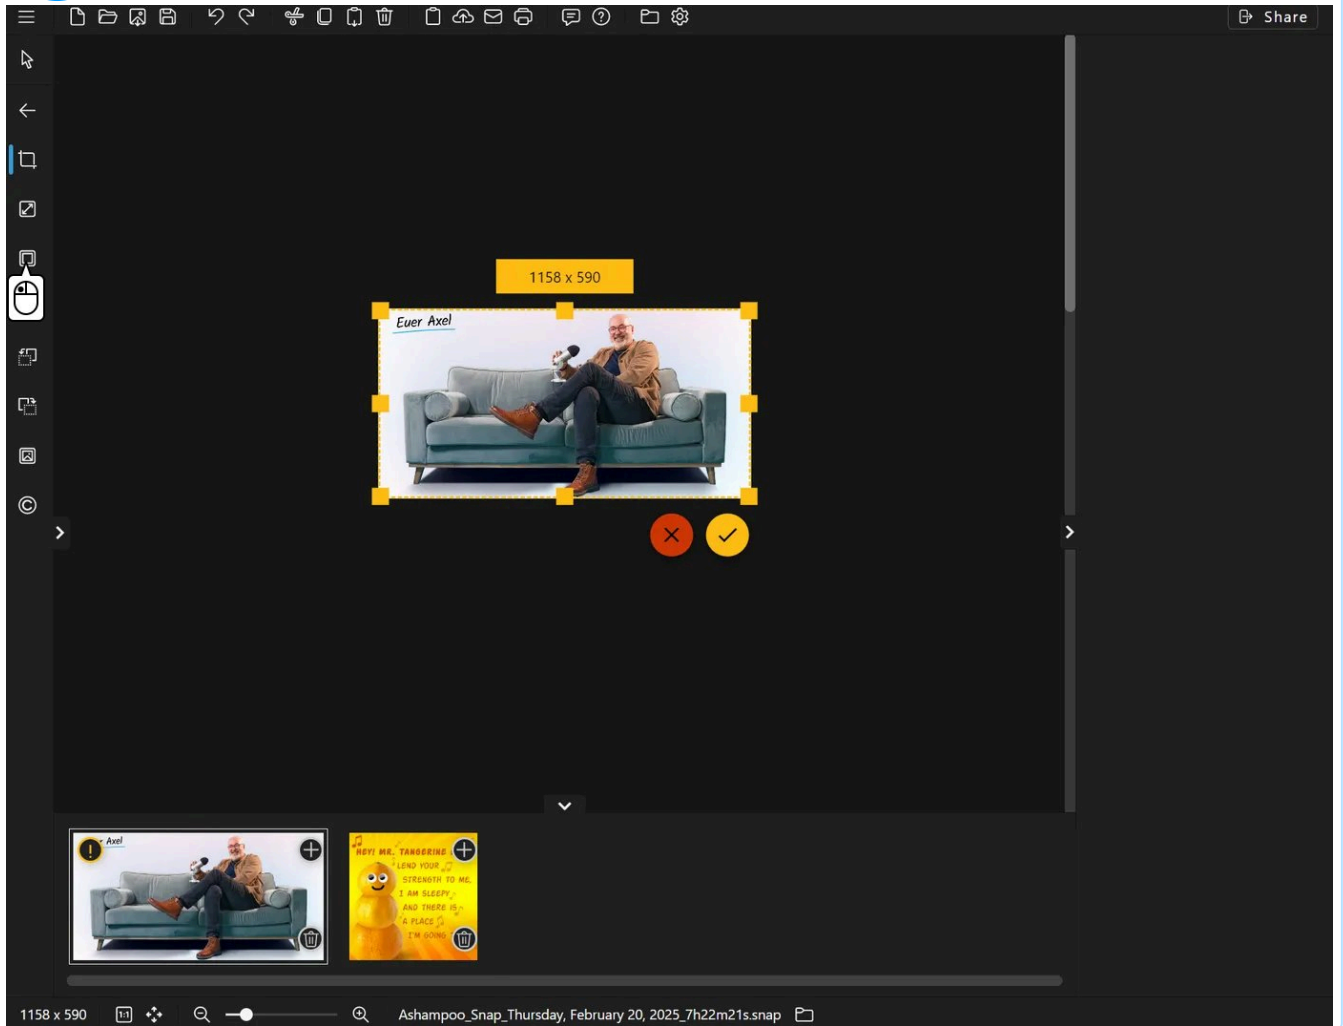 Share
1158 x 590
Euer Axel
Axel
HEY! MR. TANGERINE
LEND YOUR
STRENGTH TO ME,
I AM SLEEPY
AND THERE IS
A PLACE
I'M GOING
1158 x 590
1:1
Ashampoo_Snap_Thursday, February 20, 2025_7h22m21s.snap